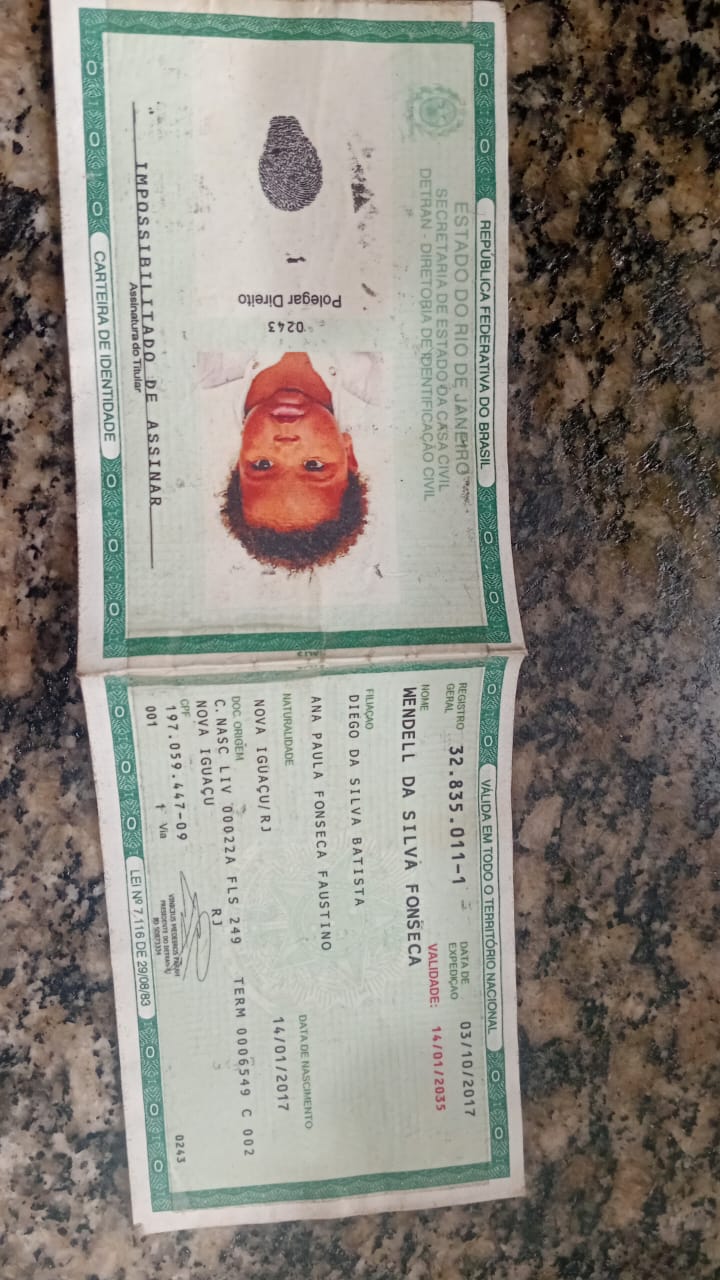 REPÚBLICA FEDERATIVA DO BRASIL
ESTADO DO RIO DE JANEIRO
SECRETARIA DE ESTADO DA CASA CIVIL
DETRAN - DIRETORIA DE IDENTIFICAÇÃO CIVIL
Polegar Direito
0243
IMPOSSIBILITADO DE ASSINAR
Assinatura do Titular
CARTEIRA DE IDENTIDADE
VÁLIDA EM TODO O TERRITÓRIO NACIONAL
REGISTRO GERAL 32.835.011-1 DATA DE EXPEDIÇÃO 03/10/2017
VALIDADE: 14/01/2035
NOME
WENDELL DA SILVA FONSECA
FILIAÇÃO
DIEGO DA SILVA BATISTA
ANA PAULA FONSECA FAUSTINO
NATURALIDADE DATA DE NASCIMENTO
NOVA IGUAÇU/RJ 14/01/2017
DOC ORIGEM
C.NASC LIV 00022A FLS 249 TERM 0006549 C 002
NOVA IGUAÇU RJ
CPF
197.059.447-09
001 1 Via 0243
PRESIDENTE DO DETRAN
LEI Nº 7.116 DE 29/08/83